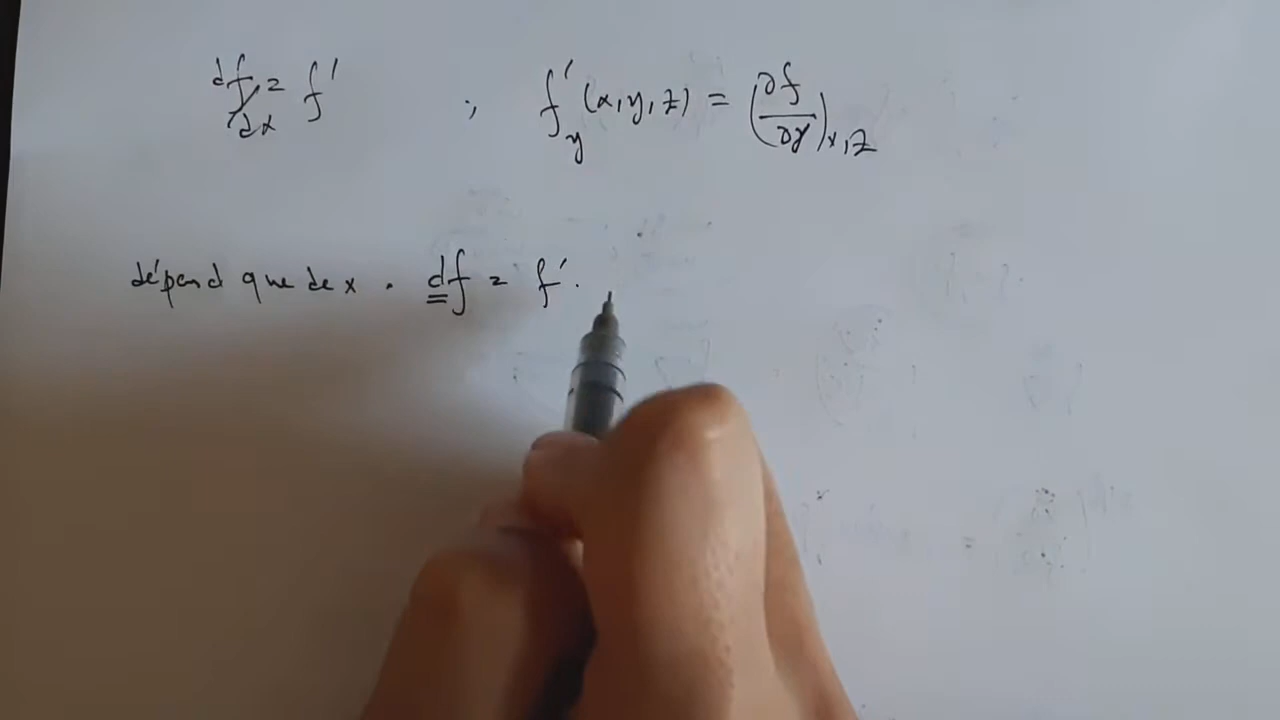 df/dx = f' ; f'y (x, y, z) = (∂f/∂y)x,z
dépend que de x . df = f'.